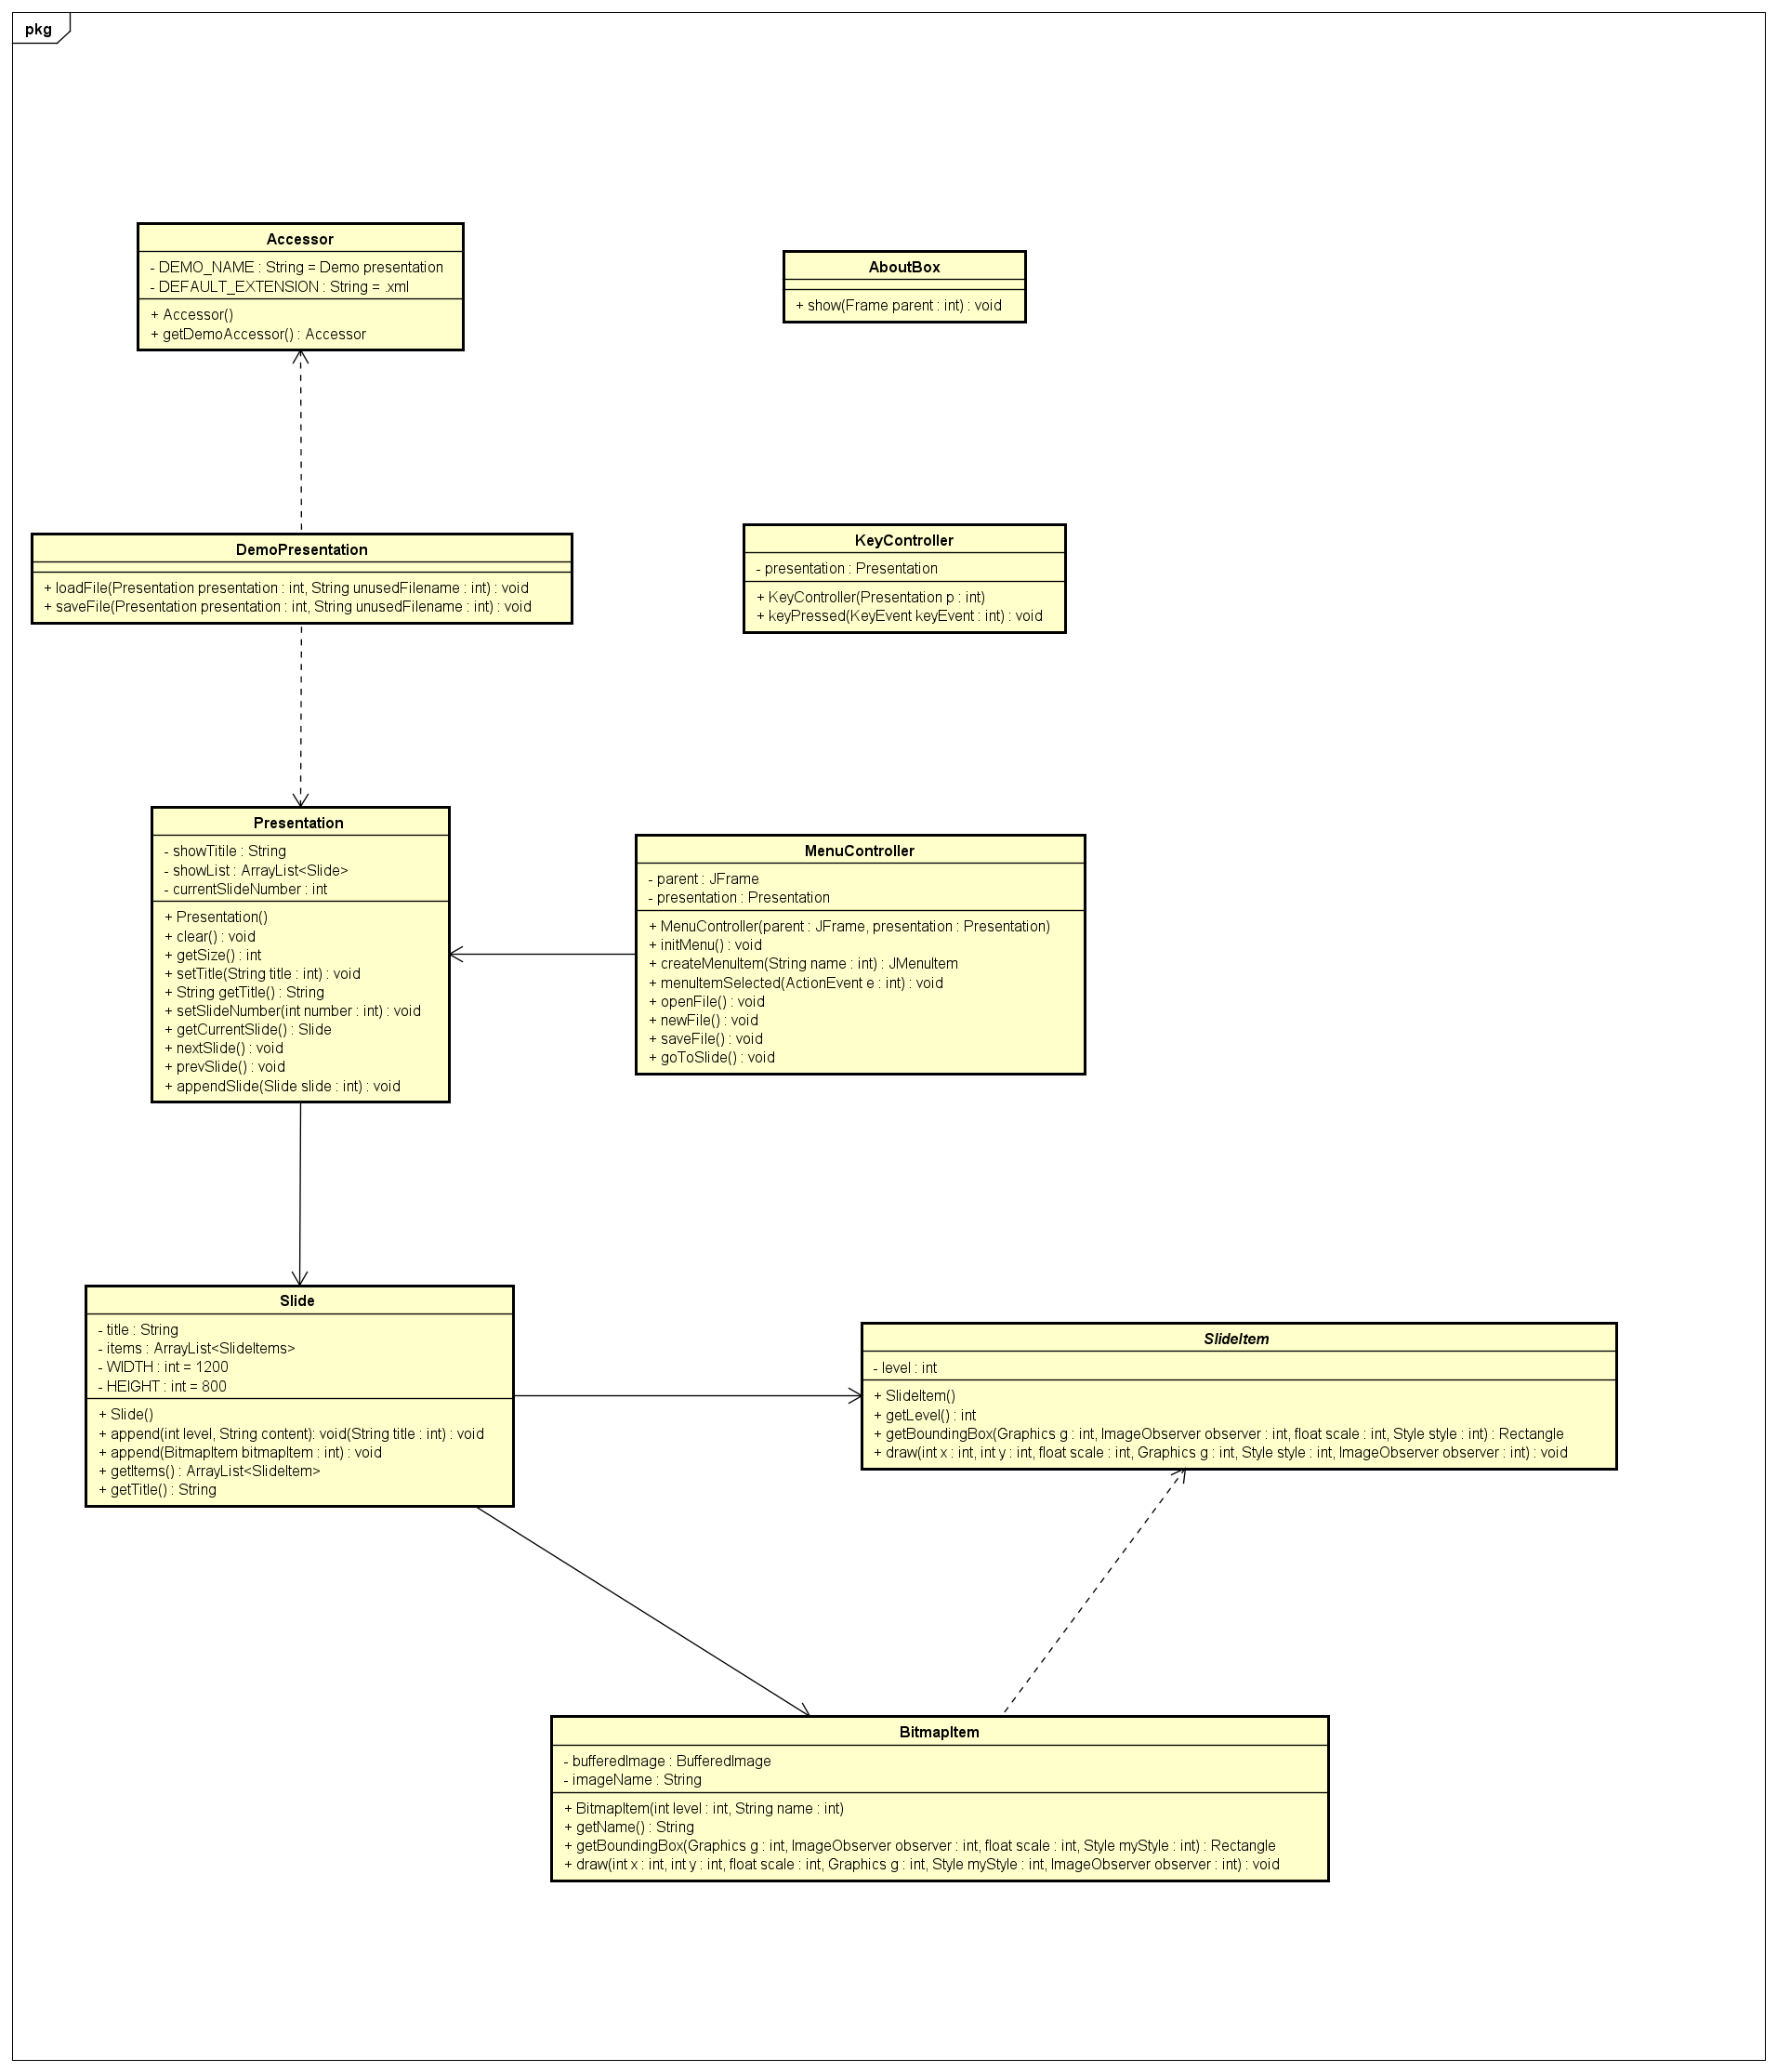 pkg
Accessor
- DEMO_NAME : String = Demo presentation
- DEFAULT_EXTENSION : String = .xml
+ Accessor()
+ getDemoAccessor() : Accessor
AboutBox
+ show(Frame parent : int) : void
DemoPresentation
+ loadFile(Presentation presentation : int, String unusedFilename : int) : void
+ saveFile(Presentation presentation : int, String unusedFilename : int) : void
KeyController
- presentation : Presentation
+ KeyController(Presentation p : int)
+ keyPressed(KeyEvent keyEvent : int) : void
Presentation
- showTitile : String
- showList : ArrayList<Slide>
- currentSlideNumber : int
+ Presentation()
+ clear() : void
+ getSize() : int
+ setTitle(String title : int) : void
+ String getTitle() : String
+ setSlideNumber(int number : int) : void
+ getCurrentSlide() : Slide
+ nextSlide() : void
+ prevSlide() : void
+ appendSlide(Slide slide : int) : void
MenuController
- parent : JFrame
- presentation : Presentation
+ MenuController(parent : JFrame, presentation : Presentation)
+ initMenu() : void
+ createMenuItem(String name : int) : JMenuItem
+ menuItemSelected(ActionEvent e : int) : void
+ openFile() : void
+ newFile() : void
+ saveFile() : void
+ goToSlide() : void
Slide
- title : String
- items : ArrayList<SlideItems>
- WIDTH : int = 1200
- HEIGHT : int = 800
+ Slide()
+ append(int level, String content): void(String title : int) : void
+ append(BitmapItem bitmapItem : int) : void
+ getItems() : ArrayList<SlideItem>
+ getTitle() : String
SlideItem
- level : int
+ SlideItem()
+ getLevel() : int
+ getBoundingBox(Graphics g : int, ImageObserver observer : int, float scale : int, Style style : int) : Rectangle
+ draw(int x : int, int y : int, float scale : int, Graphics g : int, Style style : int, ImageObserver observer : int) : void
BitmapItem
- bufferedImage : BufferedImage
- imageName : String
+ BitmapItem(int level : int, String name : int)
+ getName() : String
+ getBoundingBox(Graphics g : int, ImageObserver observer : int, float scale : int, Style myStyle : int) : Rectangle
+ draw(int x : int, int y : int, float scale : int, Graphics g : int, Style myStyle : int, ImageObserver observer : int) : void